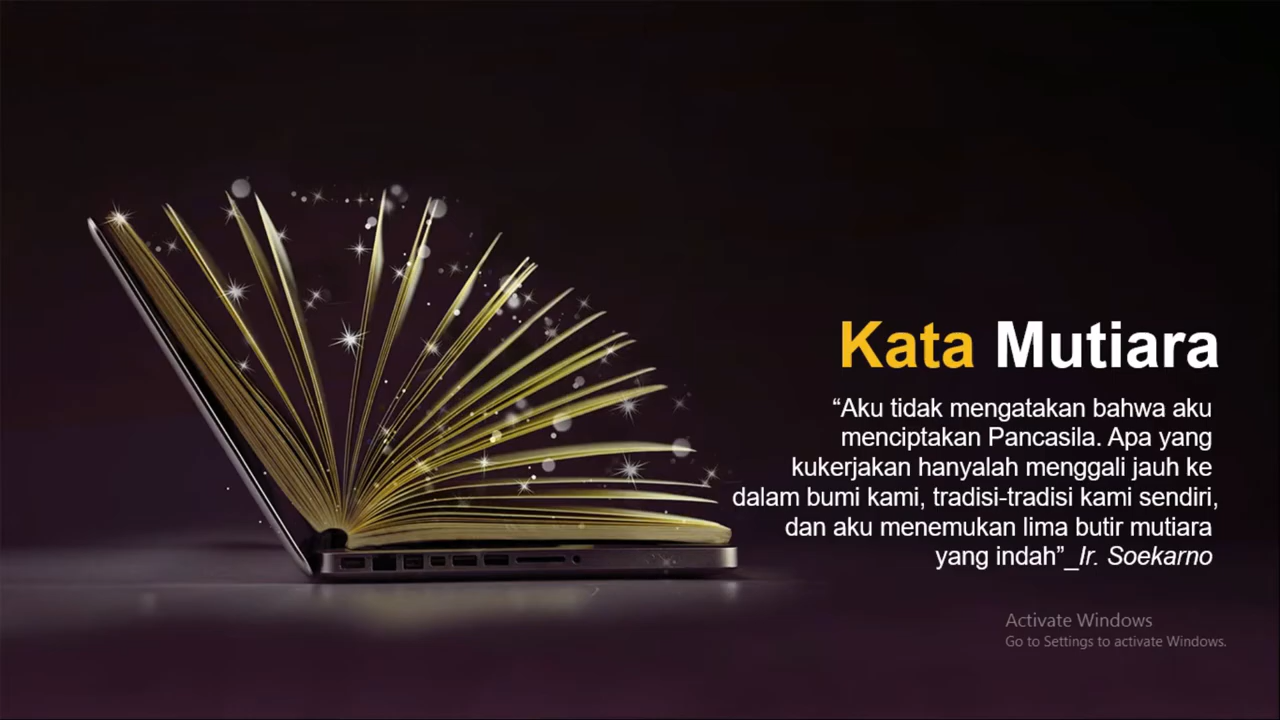 Kata Mutiara
“Aku tidak mengatakan bahwa aku
menciptakan Pancasila. Apa yang
kukerjakan hanyalah menggali jauh ke
dalam bumi kami, tradisi-tradisi kami sendiri,
dan aku menemukan lima butir mutiara
yang indah”_Ir. Soekarno
Activate Windows
Go to Settings to activate Windows.